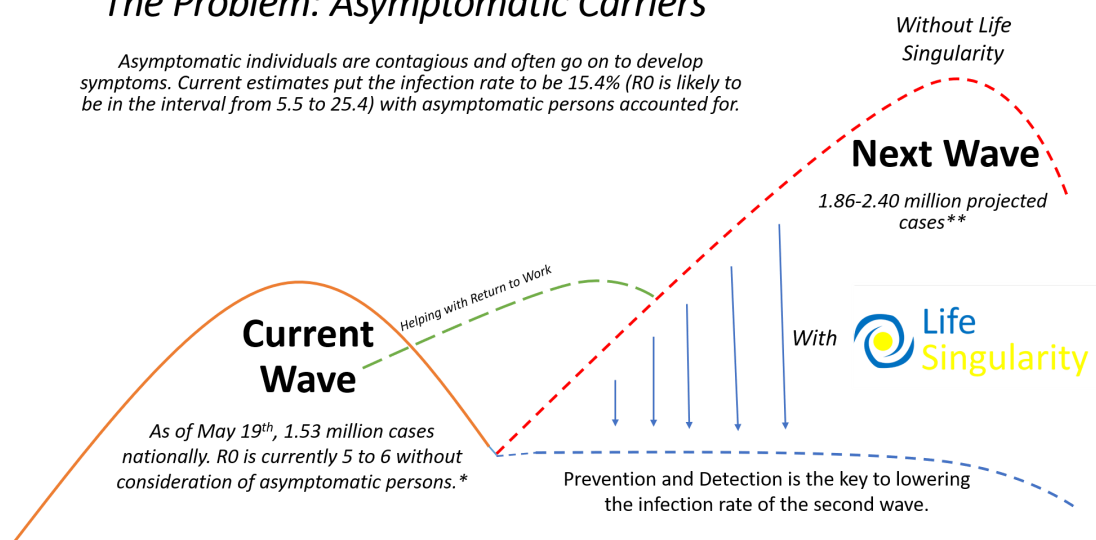 The Problem: Asymptomatic Carriers
Asymptomatic individuals are contagious and often go on to develop
symptoms. Current estimates put the infection rate to be 15.4% (R0 is likely to
be in the interval from 5.5 to 25.4) with asymptomatic persons accounted for.
Without Life
Singularity
Next Wave
1.86-2.40 million projected
cases**
Helping with Return to Work
Current
Wave
As of May 19th, 1.53 million cases
nationally. R0 is currently 5 to 6 without
consideration of asymptomatic persons.*
With
Life
Singularity
Prevention and Detection is the key to lowering
the infection rate of the second wave.